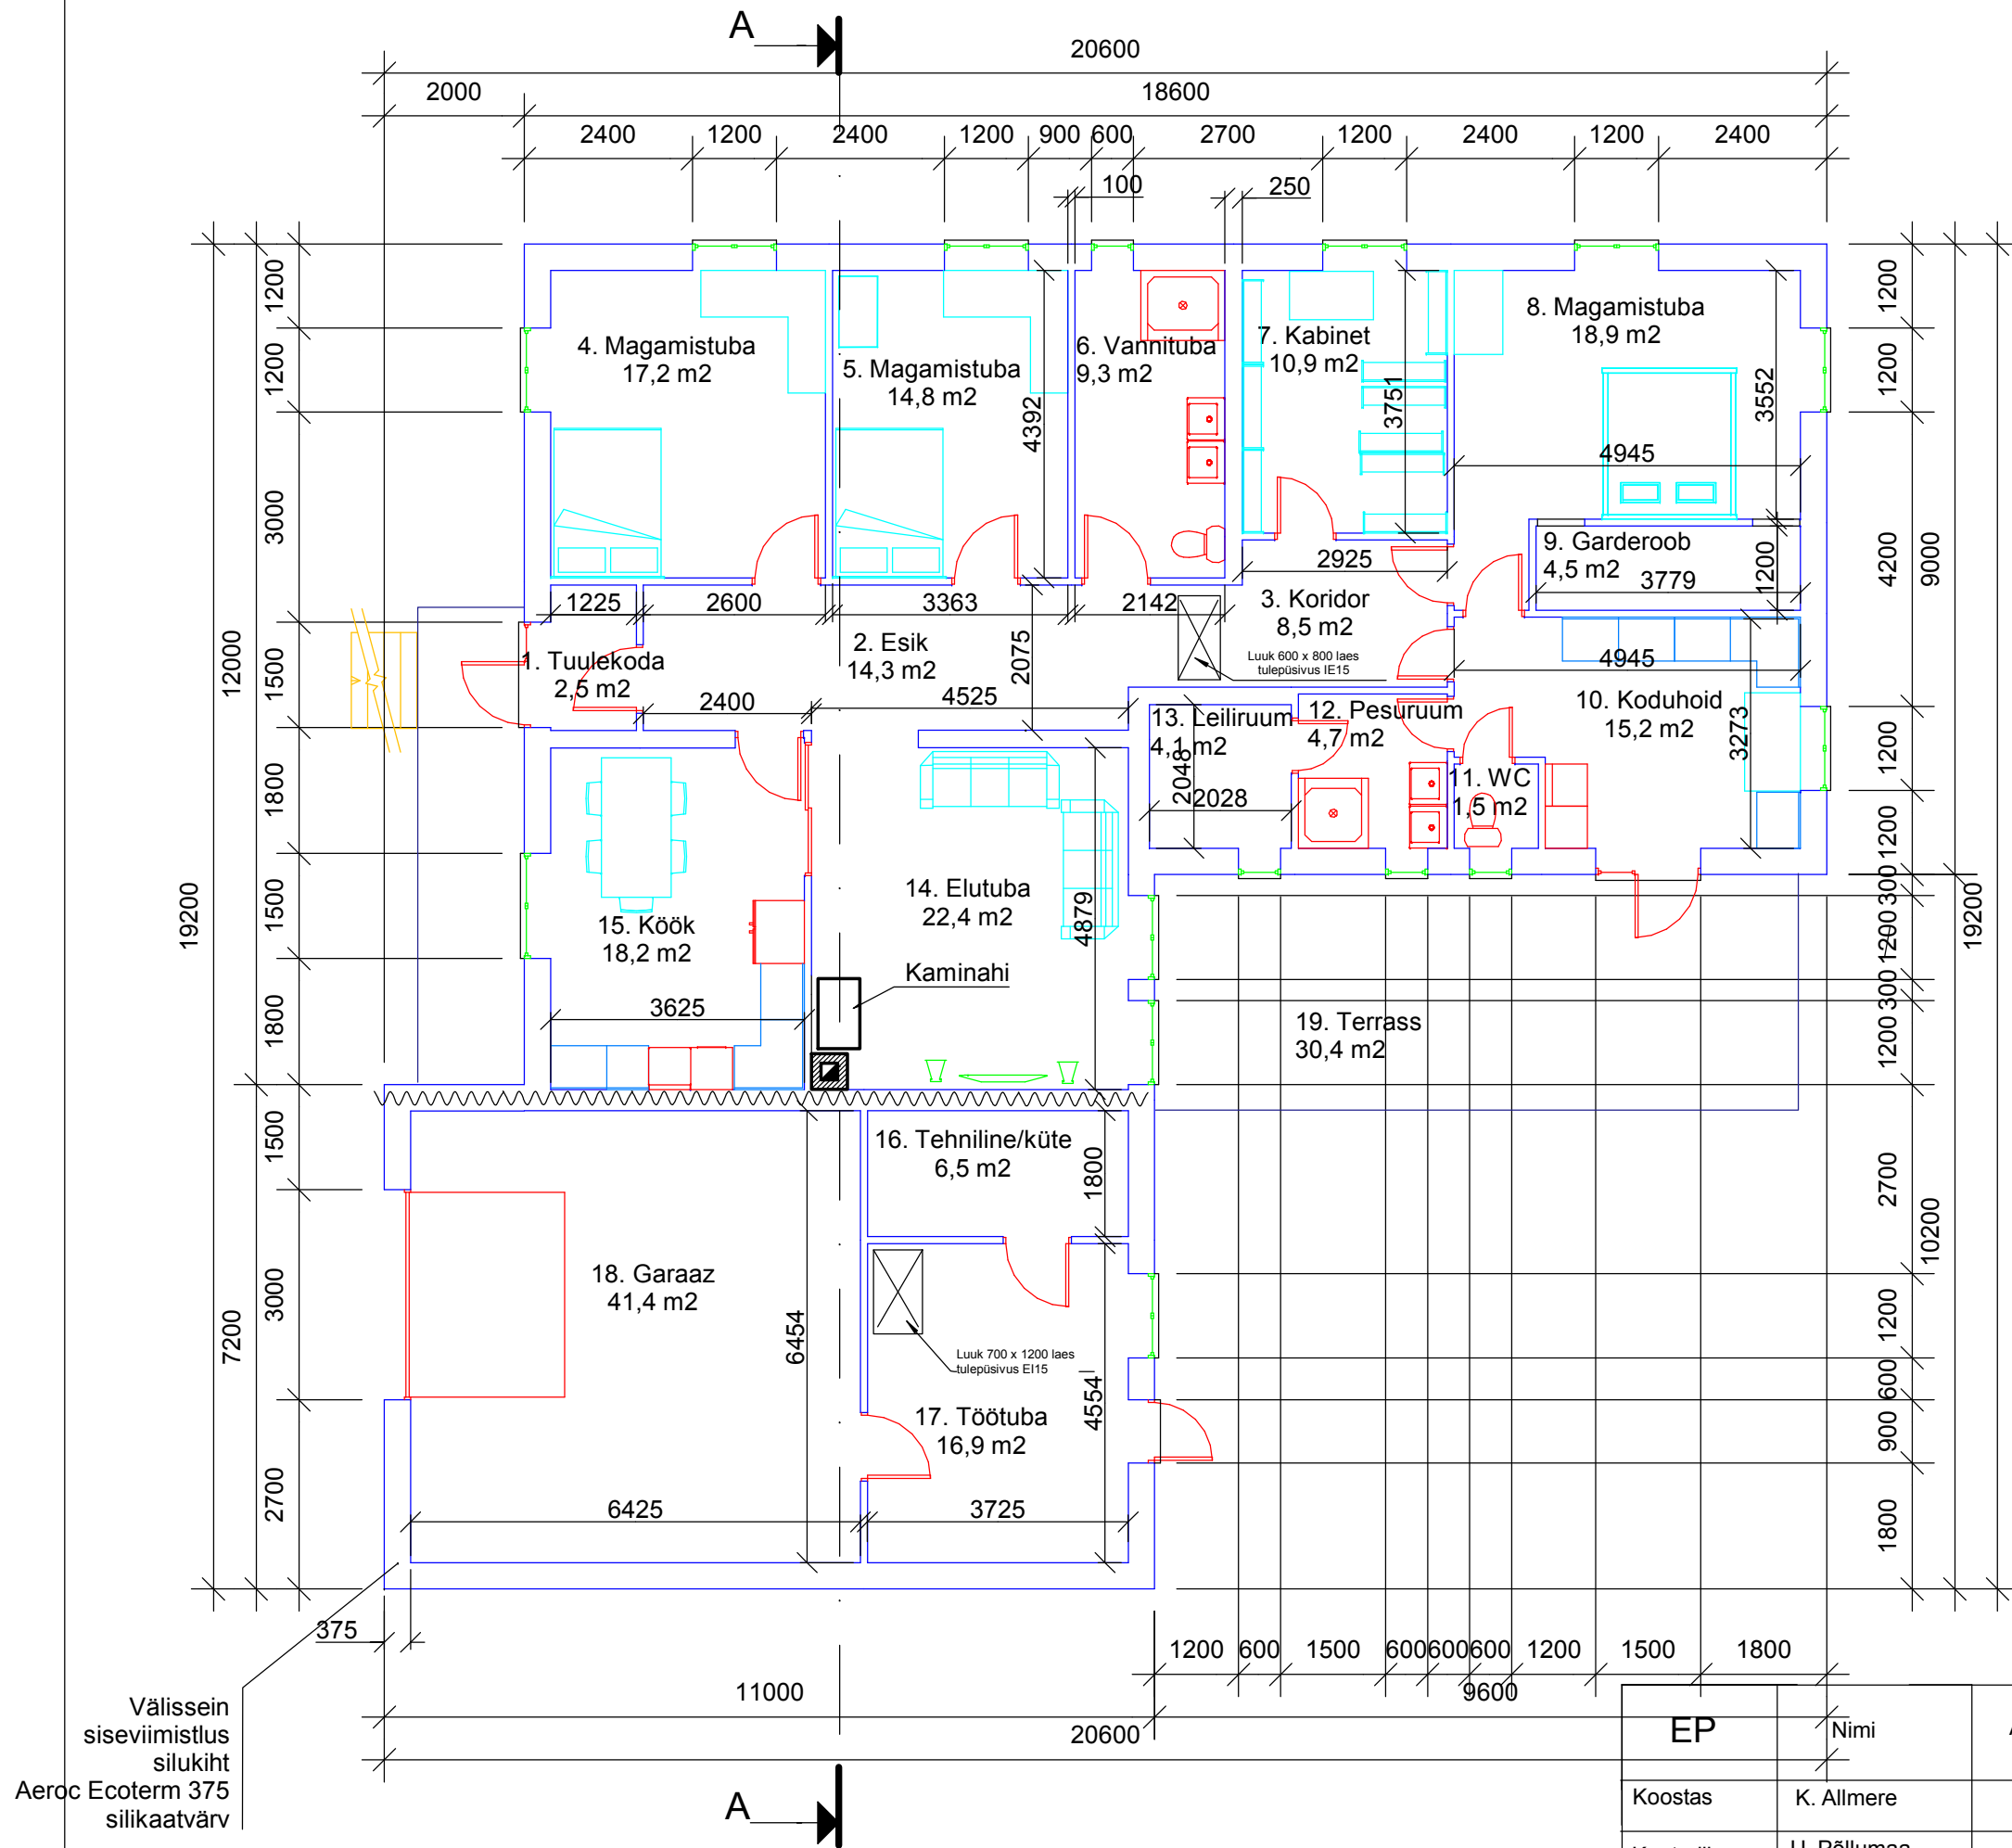 A
20600
2000
18600
2400
1200
2400
1200
900
600
2700
1200
2400
1200
2400
100
250
1200
1200
3000
1500
1800
1500
1800
1500
3000
2700
12000
7200
19200
1200
1200
4200
1200
1200
300
1200
300
1200
2700
1200
600
900
1800
9000
10200
19200
4. Magamistuba
17,2 m2
5. Magamistuba
14,8 m2
4392
6. Vannituba
9,3 m2
7. Kabinet
10,9 m2
3751
8. Magamistuba
18,9 m2
3552
4945
9. Garderoob
4,5 m2
3779
1200
1225
2600
3363
2142
2925
1. Tuulekoda
2,5 m2
2. Esik
14,3 m2
2075
3. Koridor
8,5 m2
Luuk 600 x 800 laes
tulepüsivus IE15
2400
4525
4945
10. Koduhoid
15,2 m2
3273
13. Leiliruum
4,1 m2
2048
2028
12. Pesuruum
4,7 m2
11. WC
1,5 m2
14. Elutuba
22,4 m2
4879
15. Köök
18,2 m2
3625
Kaminahi
19. Terrass
30,4 m2
16. Tehniline/küte
6,5 m2
1800
18. Garaaz
41,4 m2
6454
Luuk 700 x 1200 laes
tulepüsivus EI15
17. Töötuba
16,9 m2
4554
6425
3725
375
1200
600
1500
600
600
600
1200
1500
1800
11000
9600
20600
Välissein
siseviimistlus
silukiht
Aeroc Ecoterm 375
silikaatvärv
A
EP
Nimi
Koostas
K. Allmere